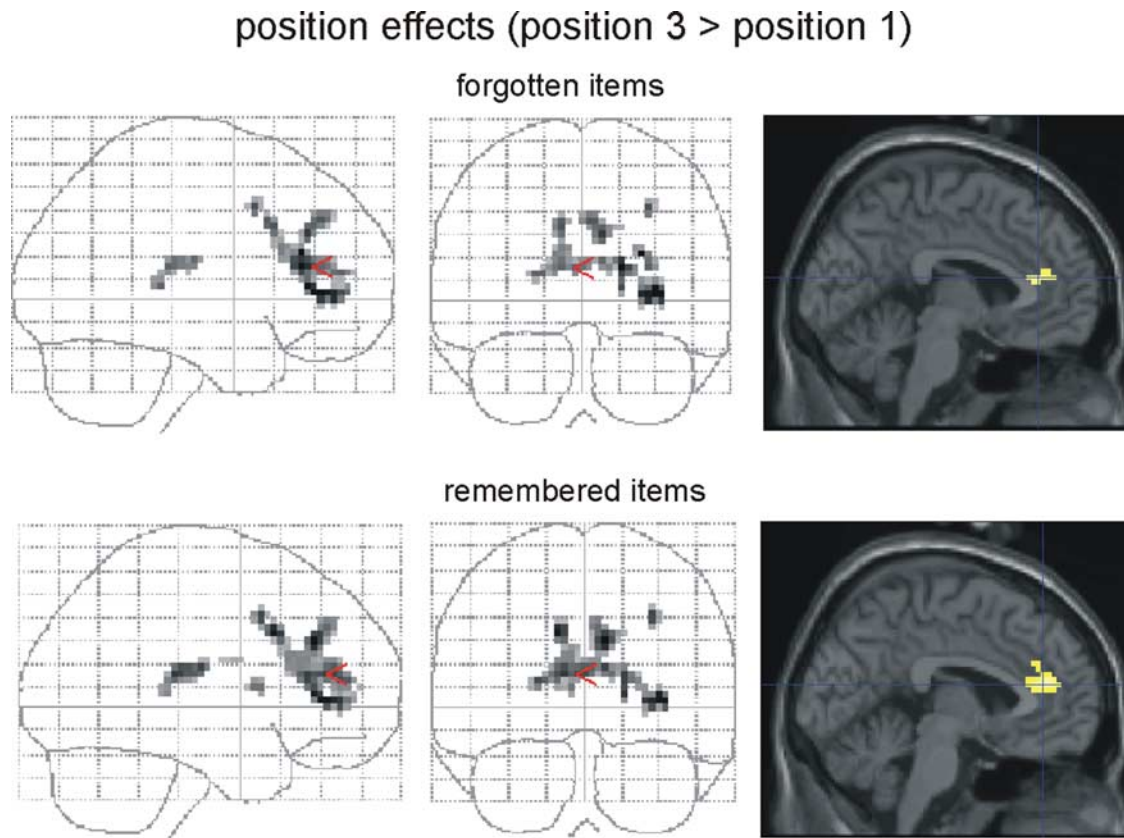 position effects (position 3 > position 1)
forgotten items
remembered items